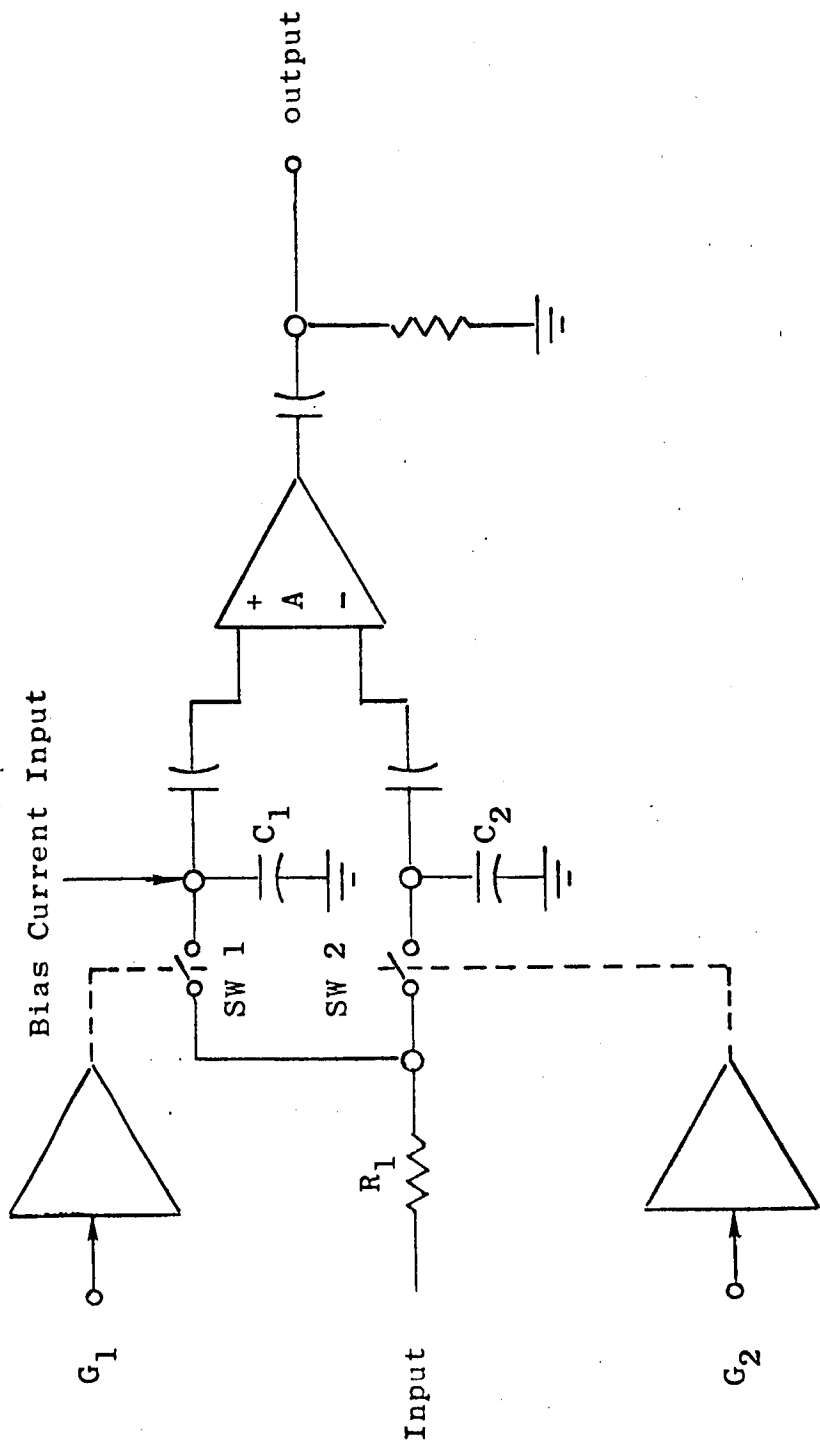 G1
Bias Current Input
SW 1
C1
+
A
-
output
Input
R1
SW 2
C2
G2